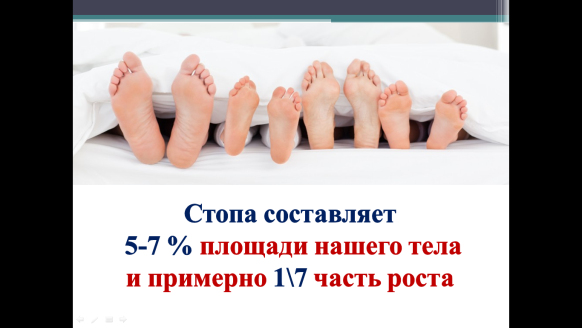 Стопа составляет
5-7 % площади нашего тела
и примерно 1\7 часть роста